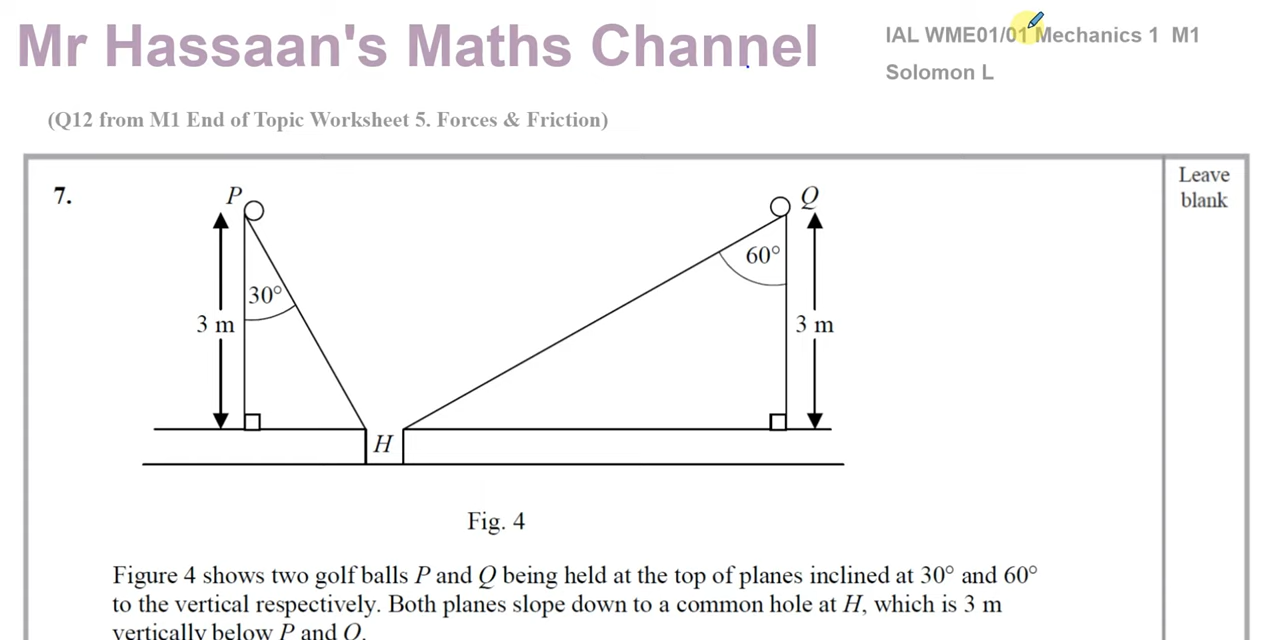 Mr Hassaan's Maths Channel
IAL WME01/01 Mechanics 1 M1
Solomon L
(Q12 from M1 End of Topic Worksheet 5. Forces & Friction)
Leave
blank
7.
P
Q
60°
30°
3 m
3 m
H
Fig. 4
Figure 4 shows two golf balls P and Q being held at the top of planes inclined at 30° and 60°
to the vertical respectively. Both planes slope down to a common hole at H, which is 3 m
vertically below P and Q.